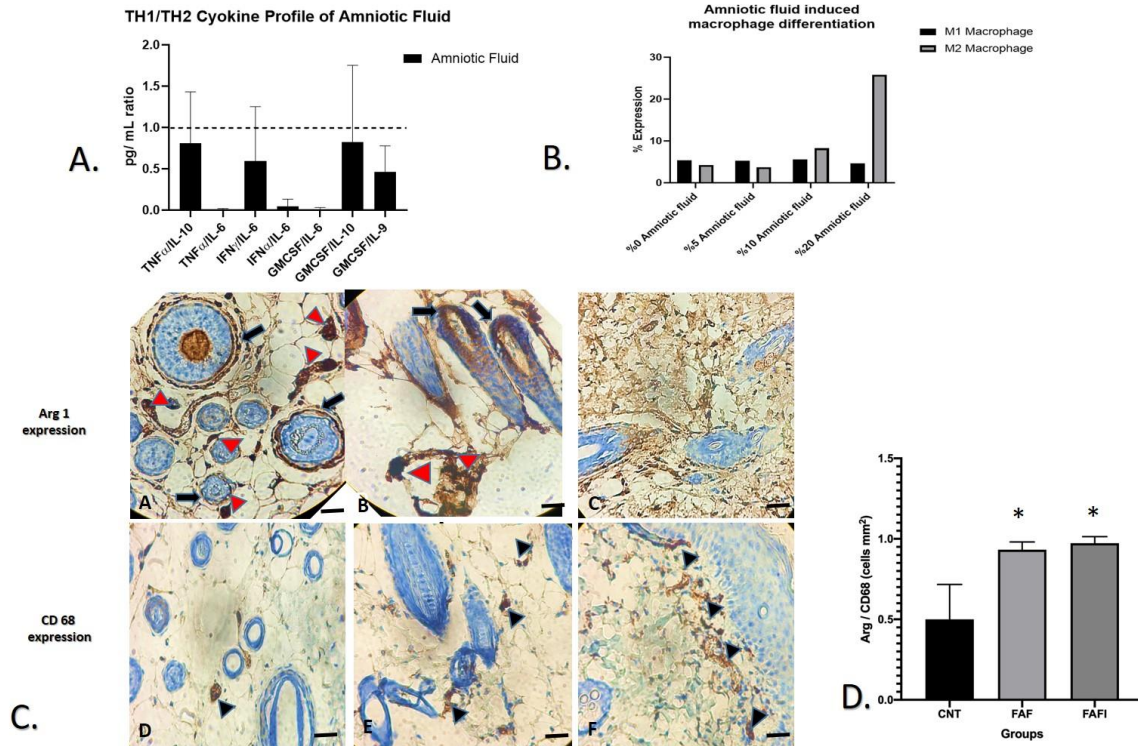 TH1/TH2 Cyokine Profile of Amniotic Fluid
Amniotic Fluid
2.0
1.5
1.0
0.5
0.0
pg/ mL ratio
TNFα/IL-10
TNFα/IL-6
IFNγ/IL-6
IFNα/IL-6
GMCSF/IL-6
GMCSF/IL-10
GMCSF/IL-9
A.
Amniotic fluid induced
macrophage differentiation
M1 Macrophage
M2 Macrophage
30
20
10
0
% Expression
%0 Amniotic fluid
%5 Amniotic fluid
%10 Amniotic fluid
%20 Amniotic fluid
B.
Arg 1
expression
A
B
C
CD 68
expression
D
E
F
C.
1.5
1.0
0.5
0.0
Arg / CD68 (cells mm²)
*
*
CNT
FAF
FAFI
Groups
D.